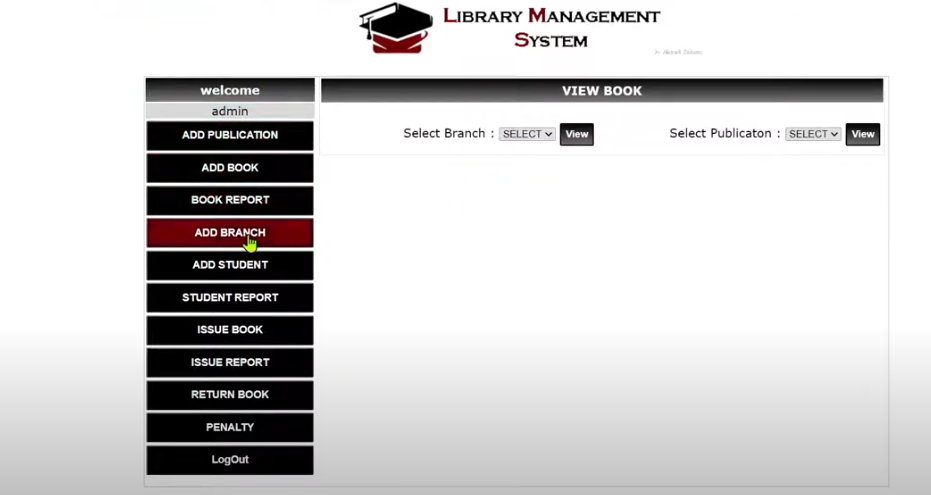 LIBRARY MANAGEMENT
SYSTEM
welcome
admin
ADD PUBLICATION
ADD BOOK
BOOK REPORT
ADD BRANCH
ADD STUDENT
STUDENT REPORT
ISSUE BOOK
ISSUE REPORT
RETURN BOOK
PENALTY
LogOut
VIEW BOOK
Select Branch : SELECT View Select Publicaton : SELECT View